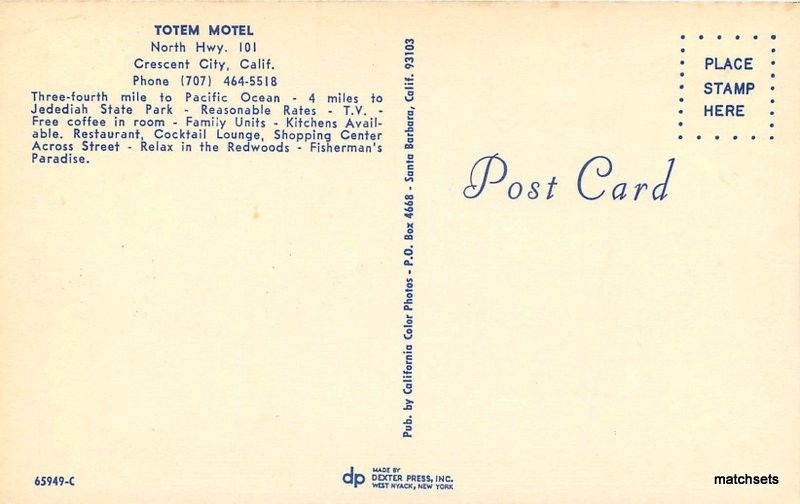 TOTEM MOTEL
North Hwy. 101
Crescent City, Calif.
Phone (707) 464-5518
Three-fourth mile to Pacific Ocean - 4 miles to
Jedediah State Park - Reasonable Rates - T.V. -
Free coffee in room - Family Units - Kitchens Avail-
able. Restaurant, Cocktail Lounge, Shopping Center
Across Street - Relax in the Redwoods - Fisherman's
Paradise.
Pub. by California Color Photos - P.O. Box 4668 - Santa Barbara, Calif. 93103
PLACE
STAMP
HERE
Post Card
65949-C
dp
MADE BY
DEXTER PRESS, INC.
WEST NYACK, NEW YORK
matchsets